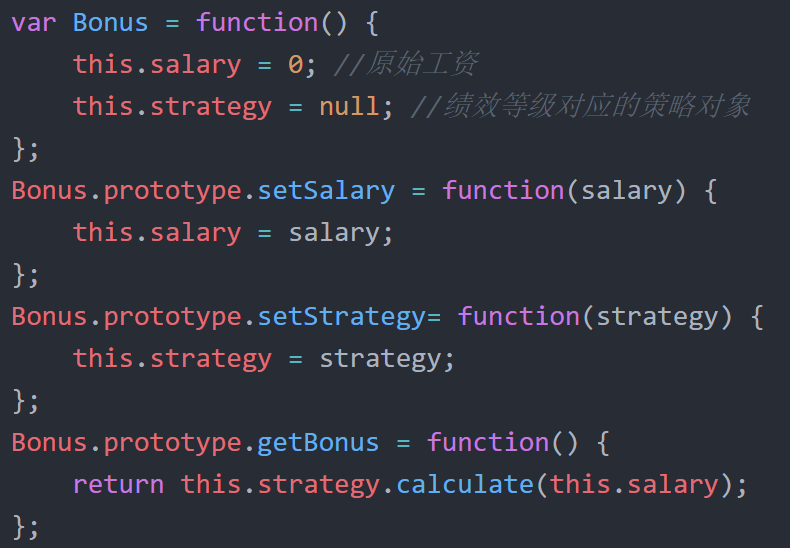 var Bonus = function() {
    this.salary = 0; //原始工资
    this.strategy = null; //绩效等级对应的策略对象
};
Bonus.prototype.setSalary = function(salary) {
    this.salary = salary;
};
Bonus.prototype.setStrategy= function(strategy) {
    this.strategy = strategy;
};
Bonus.prototype.getBonus = function() {
    return this.strategy.calculate(this.salary);
};